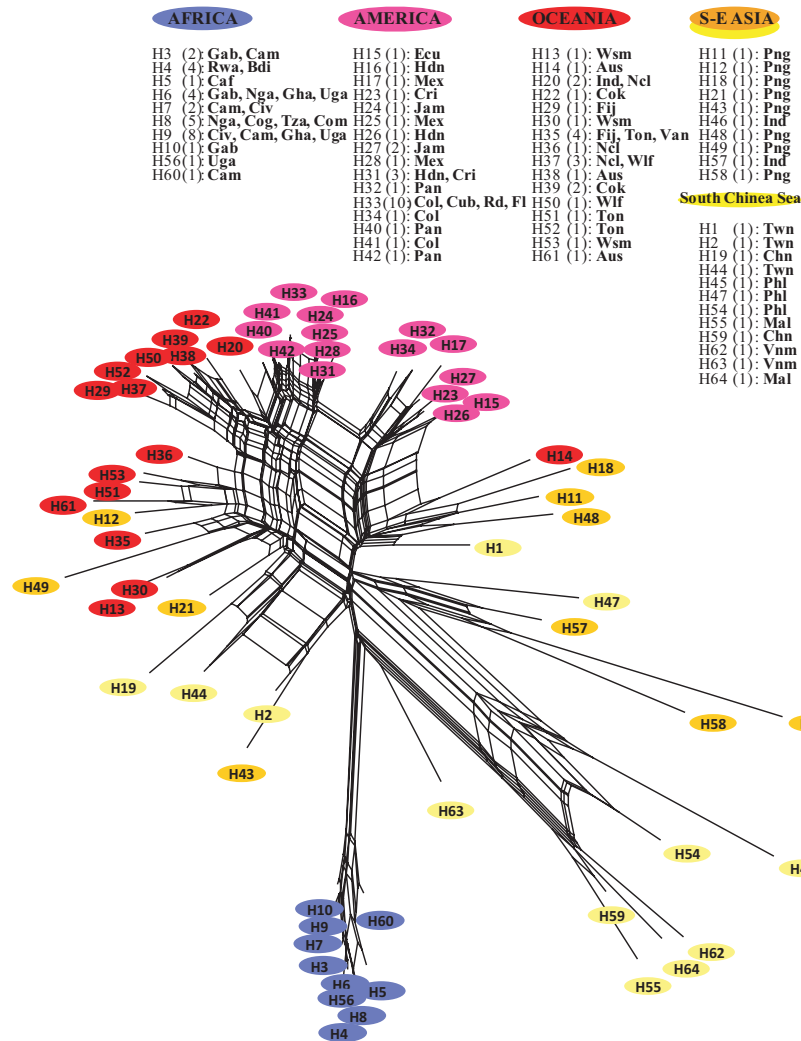 AFRICA
H3 (2): Gab, Cam
H4 (4): Rwa, Bdi
H5 (1): Caf
H6 (4): Gab, Nga, Gha, Uga
H7 (2): Cam, Civ
H8 (5): Nga, Cog, Tza, Com
H9 (8): Civ, Cam, Gha, Uga
H10(1): Gab
H56(1): Uga
H60(1): Cam
AMERICA
H15 (1): Ecu
H16 (1): Hdn
H17 (1): Mex
H23 (1): Cri
H24 (1): Jam
H25 (1): Mex
H26 (1): Hdn
H27 (2): Jam
H28 (1): Mex
H31 (3): Hdn, Cri
H32 (1): Pan
H33(10): Col, Cub, Rd, Fl
H34 (1): Col
H40 (1): Pan
H41 (1): Col
H42 (1): Pan
OCEANIA
H13 (1): Wsm
H14 (1): Aus
H20 (2): Ind, Ncl
H22 (1): Cok
H29 (1): Fij
H30 (1): Wsm
H35 (4): Fij, Ton, Van
H36 (1): Ncl
H37 (3): Ncl, Wlf
H38 (1): Aus
H39 (2): Cok
H50 (1): Wlf
H51 (1): Ton
H52 (1): Ton
H53 (1): Wsm
H61 (1): Aus
S-E ASIA
H11 (1): Png
H12 (1): Png
H18 (1): Png
H21 (1): Png
H43 (1): Png
H46 (1): Ind
H48 (1): Png
H49 (1): Png
H57 (1): Ind
H58 (1): Png
South Chinea Sea
H1 (1): Twn
H2 (1): Twn
H19 (1): Chn
H44 (1): Twn
H45 (1): Phl
H47 (1): Phl
H54 (1): Phl
H55 (1): Mal
H59 (1): Chn
H62 (1): Vnm
H63 (1): Vnm
H64 (1): Mal
H33
H16
H41
H24
H22
H40
H25
H32
H39
H20
H42
H28
H34
H17
H50
H38
H31
H52
H27
H29
H37
H23
H15
H26
H36
H14
H18
H53
H51
H11
H61
H12
H48
H35
H1
H49
H30
H13
H21
H47
H57
H19
H44
H2
H58
H43
H63
H54
H10
H9
H60
H59
H7
H3
H62
H64
H6
H5
H55
H56
H8
H4